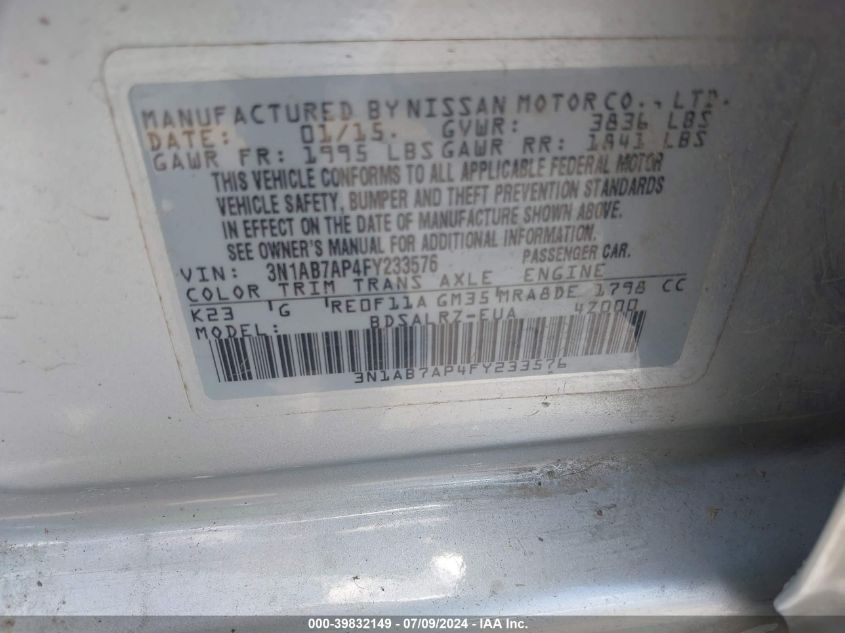 MANUFACTURED BY NISSAN MOTOR CO., LTD.
DATE: 01/15. GVWR: 3836 LBS
GAWR FR: 1995 LBS GAWR RR: 1841 LBS
THIS VEHICLE CONFORMS TO ALL APPLICABLE FEDERAL MOTOR
VEHICLE SAFETY, BUMPER AND THEFT PREVENTION STANDARDS
IN EFFECT ON THE DATE OF MANUFACTURE SHOWN ABOVE.
SEE OWNER'S MANUAL FOR ADDITIONAL INFORMATION.
VIN: 3N1AB7AP4FY233576 PASSENGER CAR.
COLOR TRIM TRANS AXLE ENGINE
K23 G RE0F11A GM35 MRA8DE 1798 CC
MODEL: BDSALRZ-EUA 42000
3N1AB7AP4FY233576
000-39832149 - 07/09/2024 - IAAI.com